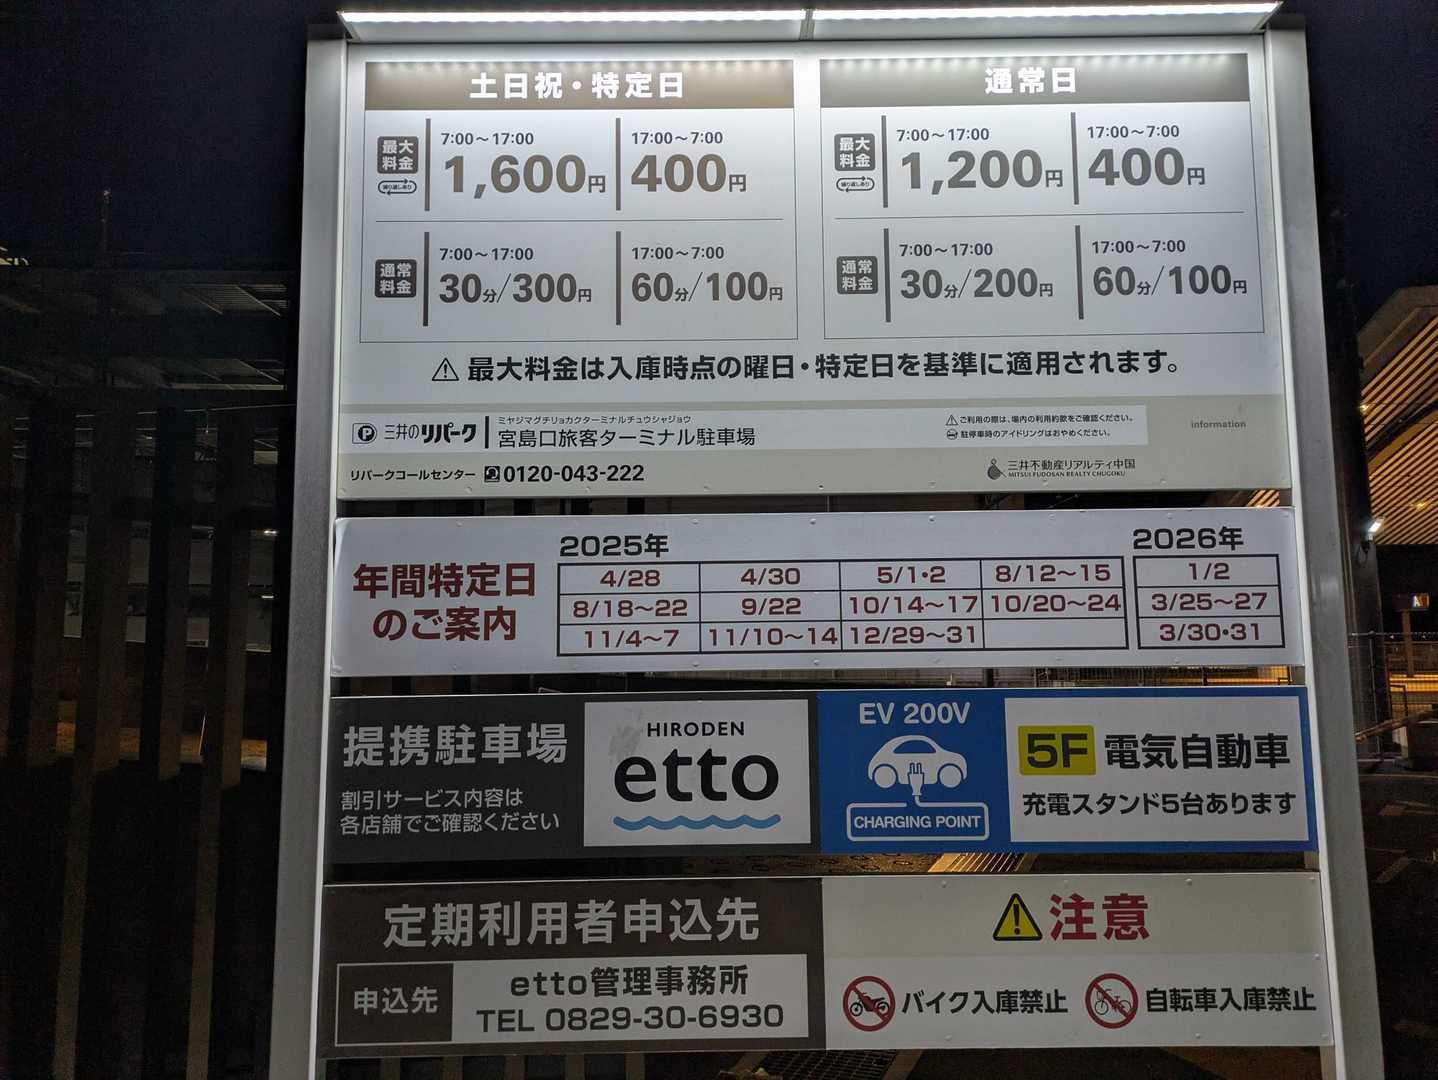 土日祝・特定日
最大料金
繰り返しあり
7:00〜17:00
1,600円
17:00〜7:00
400円
通常料金
7:00〜17:00
30分/300円
17:00〜7:00
60分/100円
通常日
最大料金
繰り返しあり
7:00〜17:00
1,200円
17:00〜7:00
400円
通常料金
7:00〜17:00
30分/200円
17:00〜7:00
60分/100円
最大料金は入庫時点の曜日・特定日を基準に適用されます。
P 三井のリパーク
ミヤジマグチリョカクターミナルチュウシャジョウ
宮島口旅客ターミナル駐車場
ご利用の際は、場内の利用約款をご確認ください。
駐停車時のアイドリングはおやめください。
information
リパークコールセンター 0120-043-222
三井不動産リアルティ中国
MITSUI FUDOSAN REALTY CHUGOKU
年間特定日
のご案内
2025年
4/28 4/30 5/1・2 8/12〜15
8/18〜22 9/22 10/14〜17 10/20〜24
11/4〜7 11/10〜14 12/29〜31
2026年
1/2
3/25〜27
3/30・31
提携駐車場
割引サービス内容は
各店舗でご確認ください
HIRODEN
etto
EV 200V
CHARGING POINT
5F 電気自動車
充電スタンド5台あります
定期利用者申込先
申込先
etto管理事務所
TEL 0829-30-6930
注意
バイク入庫禁止
自転車入庫禁止